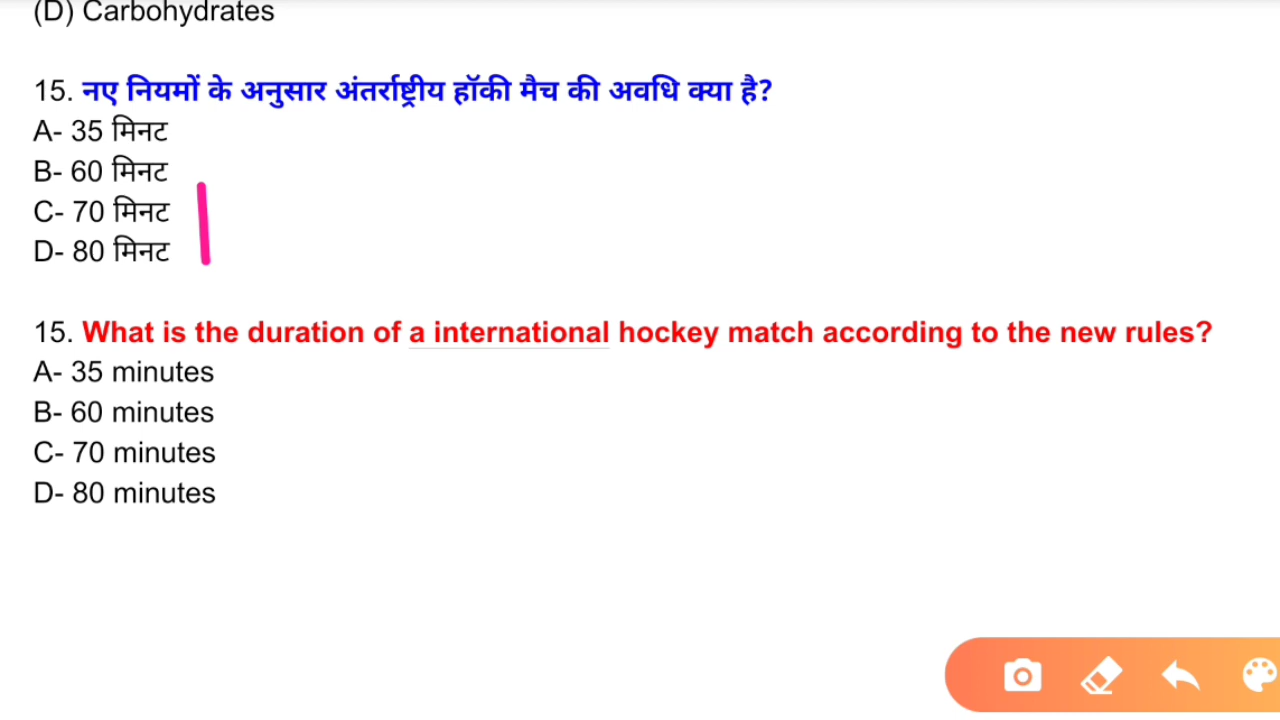 (D) Carbohydrates
15. नए नियमों के अनुसार अंतर्राष्ट्रीय हॉकी मैच की अवधि क्या है?
A- 35 मिनट
B- 60 मिनट
C- 70 मिनट
D- 80 मिनट
15. What is the duration of a international hockey match according to the new rules?
A- 35 minutes
B- 60 minutes
C- 70 minutes
D- 80 minutes